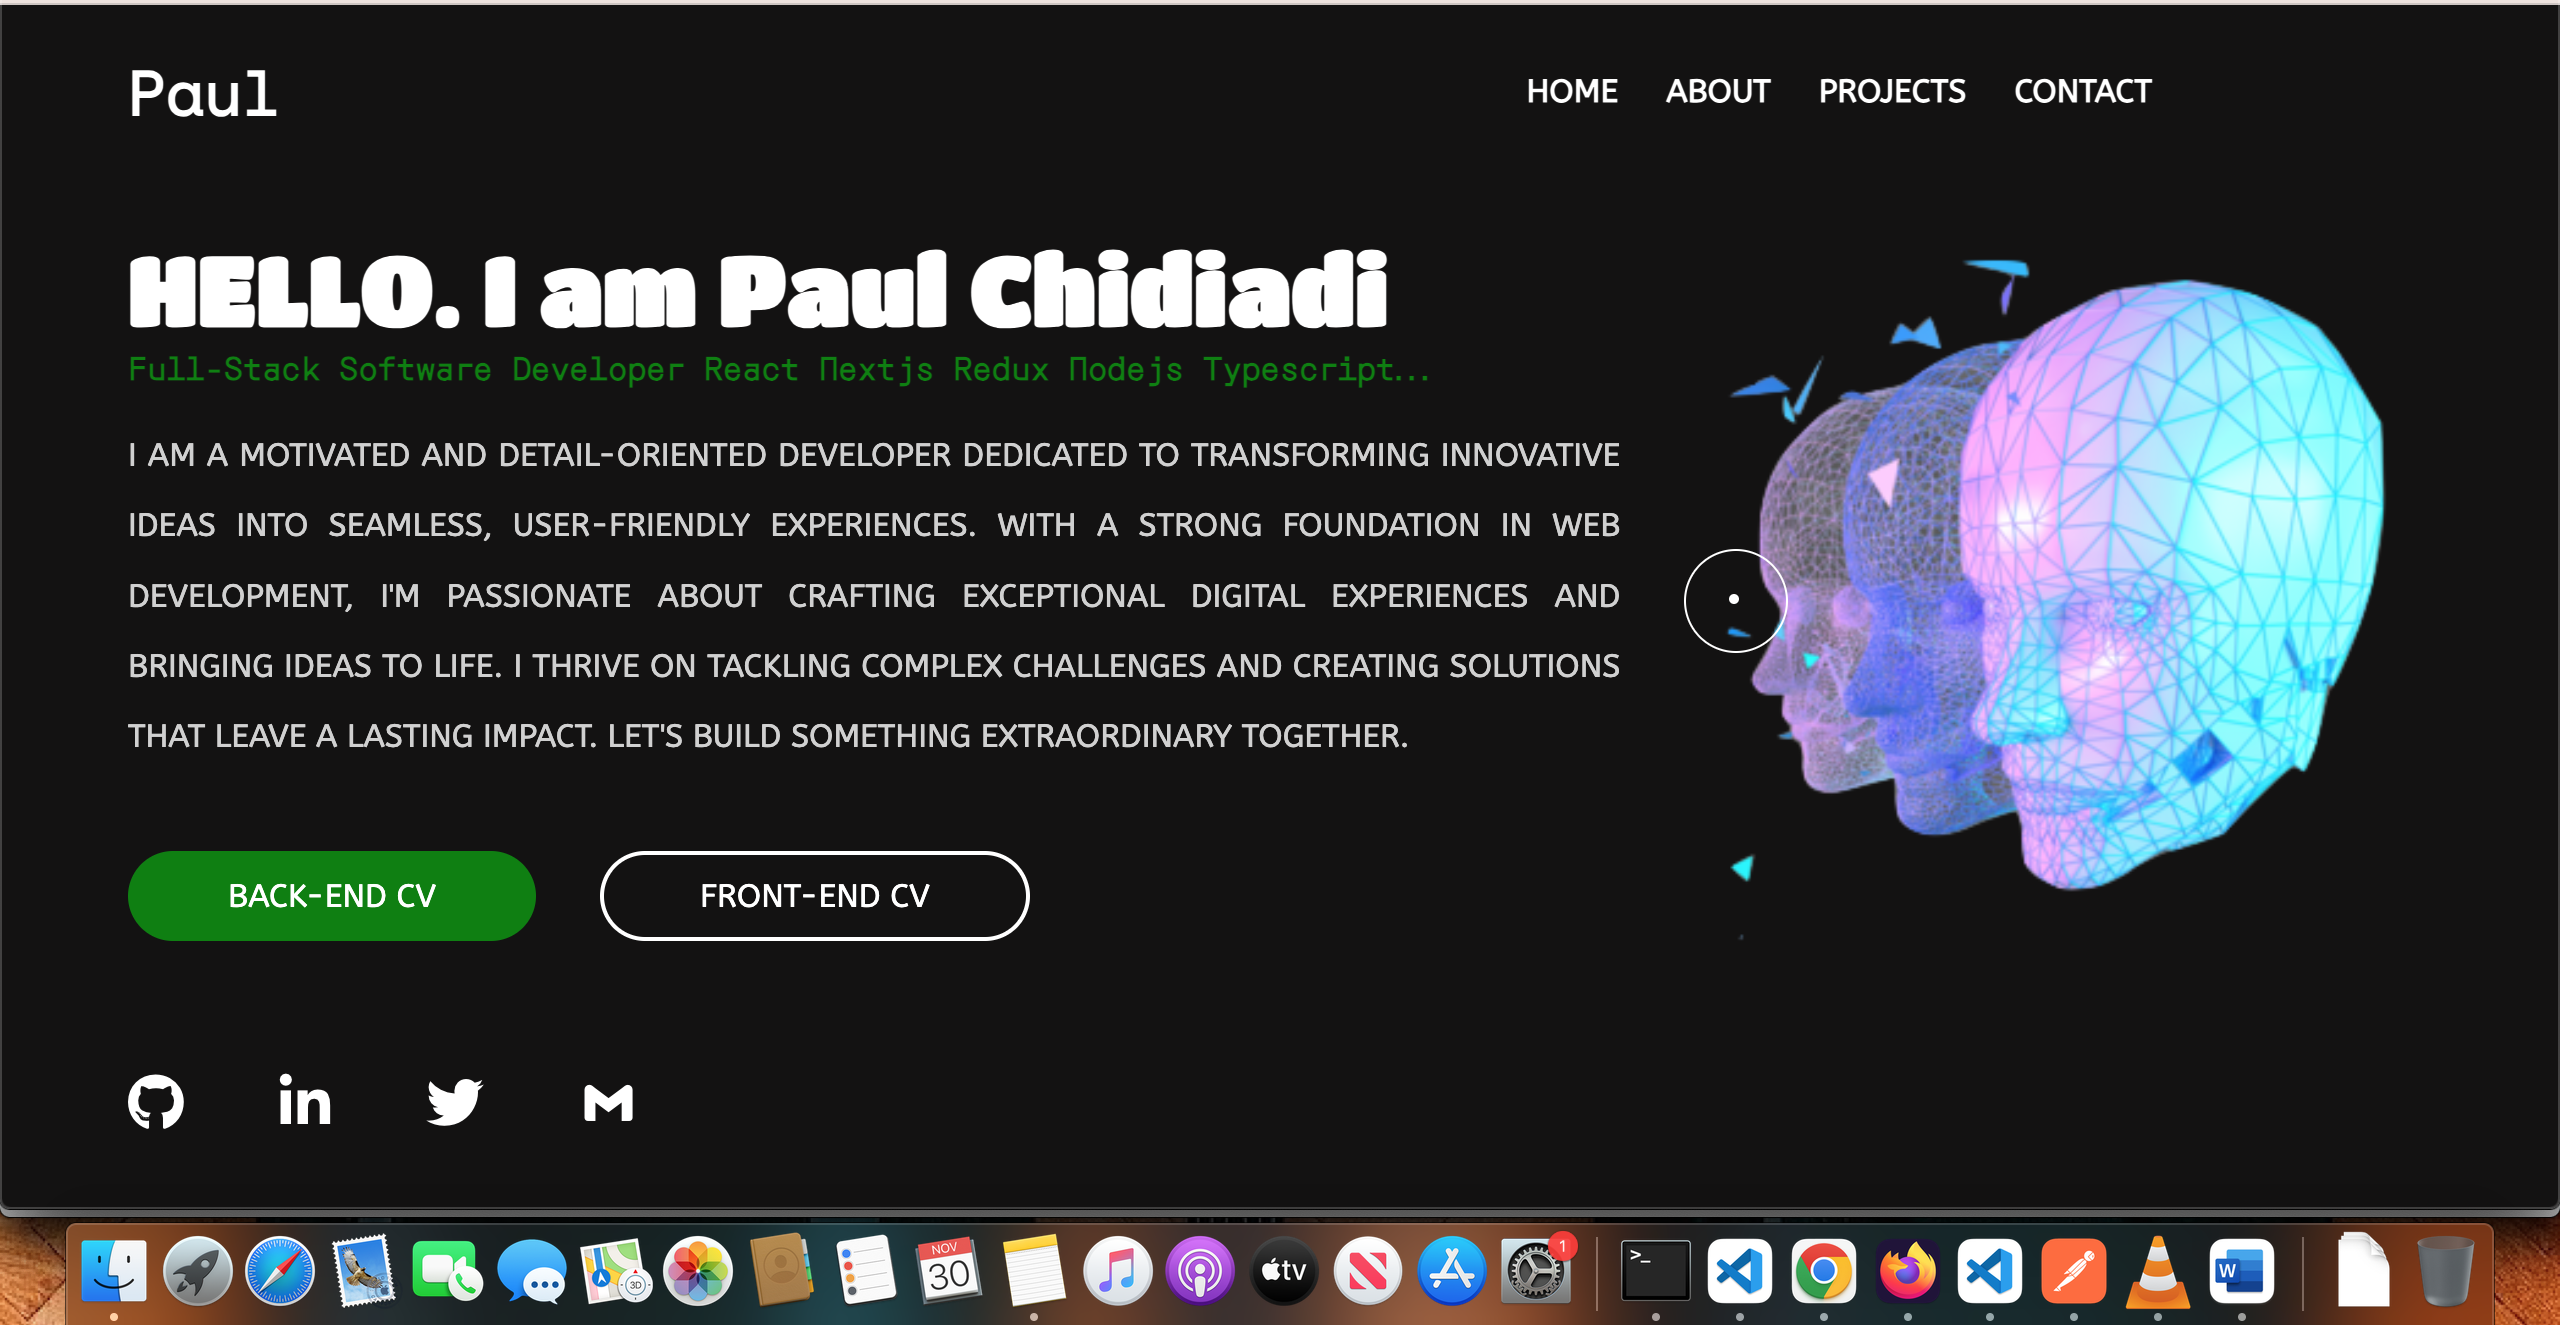 Paul
HOME ABOUT PROJECTS CONTACT
HELLO. I am Paul Chidiadi
Full-Stack Software Developer React Nextjs Redux Nodejs Typescript...
I AM A MOTIVATED AND DETAIL-ORIENTED DEVELOPER DEDICATED TO TRANSFORMING INNOVATIVE
IDEAS INTO SEAMLESS, USER-FRIENDLY EXPERIENCES. WITH A STRONG FOUNDATION IN WEB
DEVELOPMENT, I'M PASSIONATE ABOUT CRAFTING EXCEPTIONAL DIGITAL EXPERIENCES AND
BRINGING IDEAS TO LIFE. I THRIVE ON TACKLING COMPLEX CHALLENGES AND CREATING SOLUTIONS
THAT LEAVE A LASTING IMPACT. LET'S BUILD SOMETHING EXTRAORDINARY TOGETHER.
BACK-END CV
FRONT-END CV
in
3D
NOV
30
tv
1
>_
W